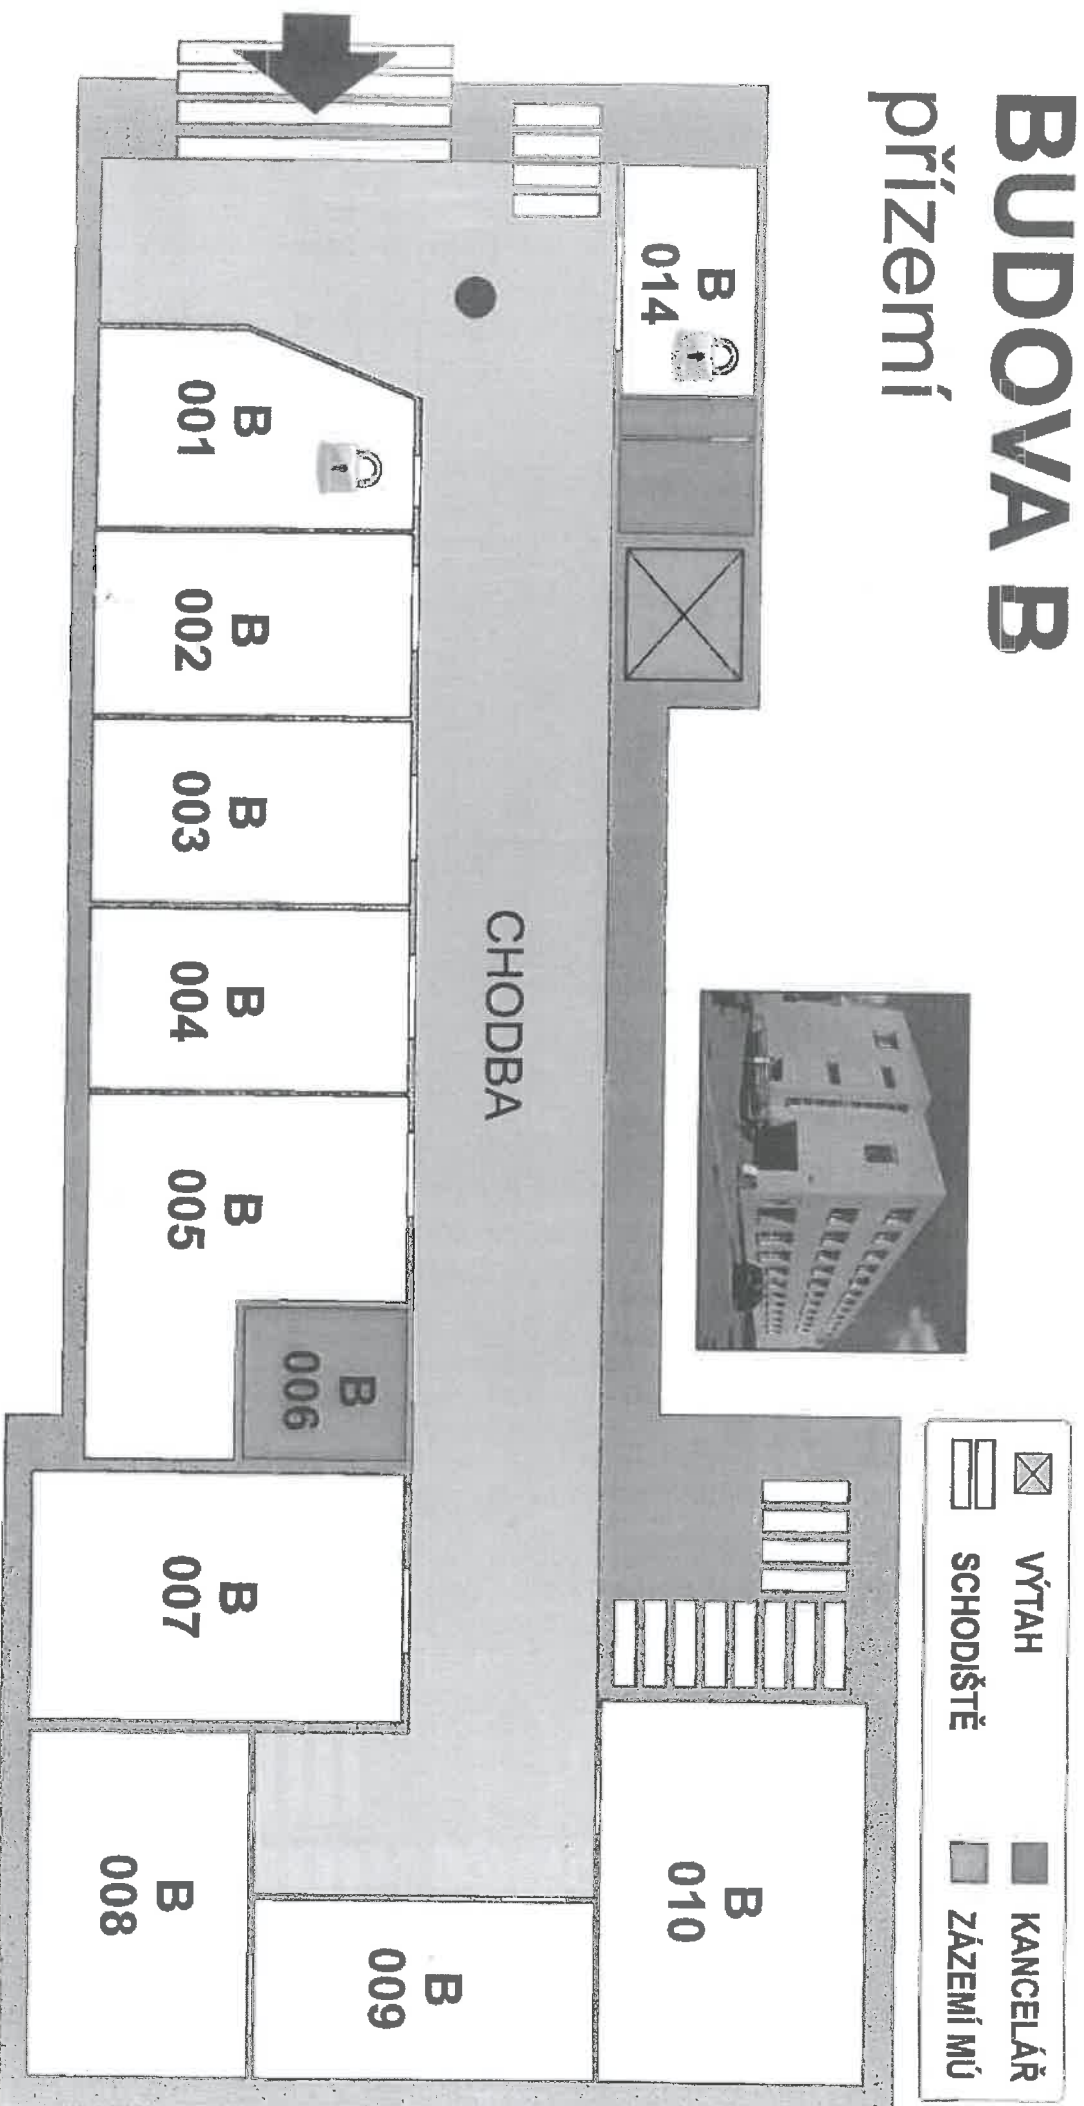 BUDOVA B
přízemí
VÝTAH
SCHODIŠTĚ
KANCELÁŘ
ZÁZEMÍ MÚ
B
014
CHODBA
B
010
B
001
B
002
B
003
B
004
B
005
B
006
B
007
B
008
B
009